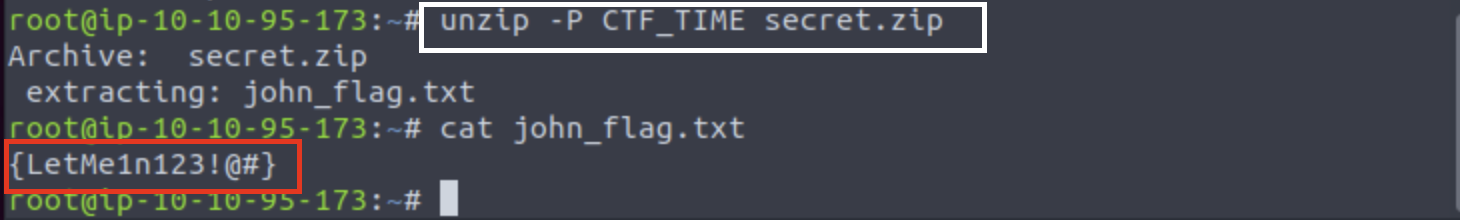 root@ip-10-10-95-173:~# unzip -P CTF_TIME secret.zip
Archive:  secret.zip
 extracting: john_flag.txt
root@ip-10-10-95-173:~# cat john_flag.txt
{LetMe1n123!@#}
root@ip-10-10-95-173:~#